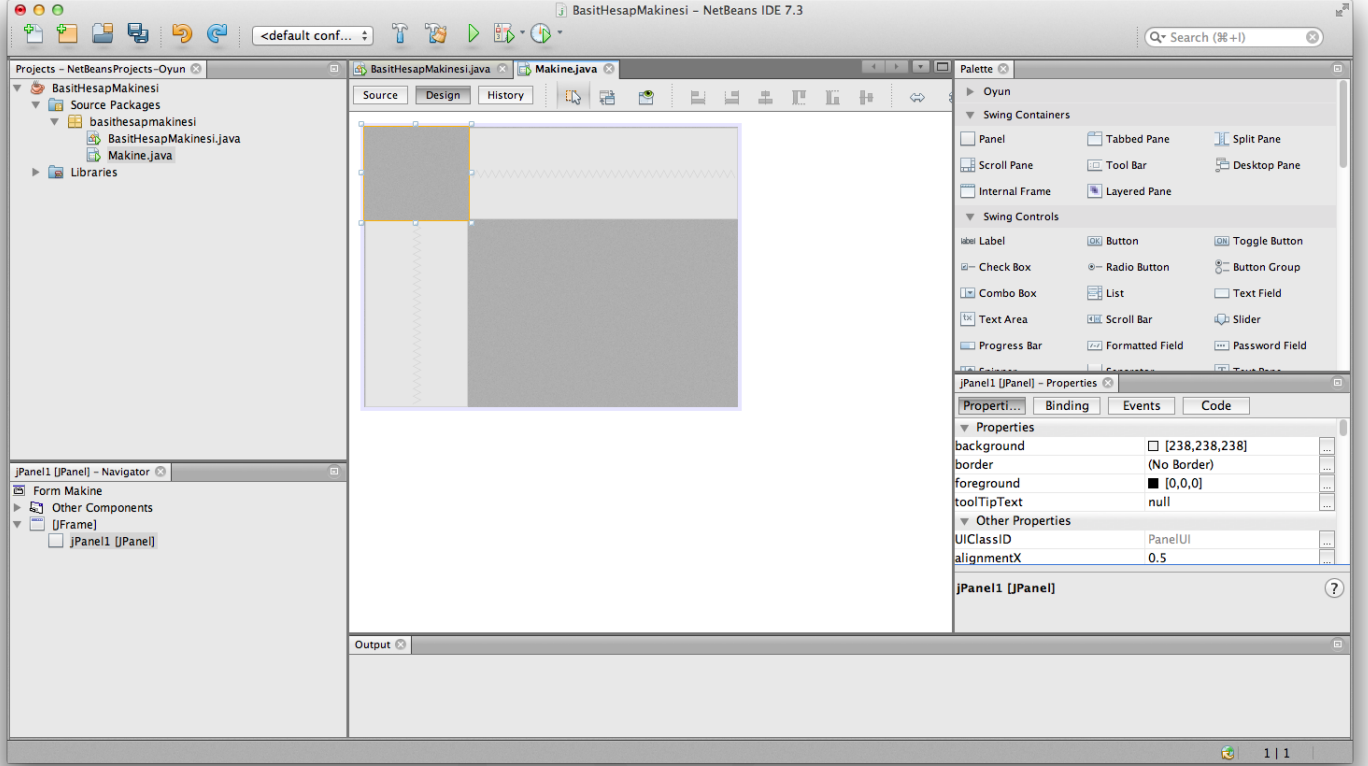 BasitHesapMakinesi - NetBeans IDE 7.3
<default conf...
Search (⌘+I)
Projects - NetBeansProjects-Oyun
BasitHesapMakinesi
Source Packages
basithesapmakinesi
BasitHesapMakinesi.java
Makine.java
Libraries
BasitHesapMakinesi.java
Makine.java
Source
Design
History
Palette
Oyun
Swing Containers
Panel
Tabbed Pane
Split Pane
Scroll Pane
Tool Bar
Desktop Pane
Internal Frame
Layered Pane
Swing Controls
label Label
OK Button
ON Toggle Button
Check Box
Radio Button
Button Group
Combo Box
List
Text Field
Text Area
Scroll Bar
Slider
Progress Bar
Formatted Field
Password Field
jPanel1 [JPanel] - Properties
Properti...
Binding
Events
Code
Properties
background [238,238,238] ...
border (No Border) ...
foreground [0,0,0] ...
toolTipText null ...
Other Properties
UIClassID PanelUI ...
alignmentX 0.5 ...
jPanel1 [JPanel]
?
jPanel1 [JPanel] - Navigator
Form Makine
Other Components
[JFrame]
jPanel1 [JPanel]
Output
1 | 1